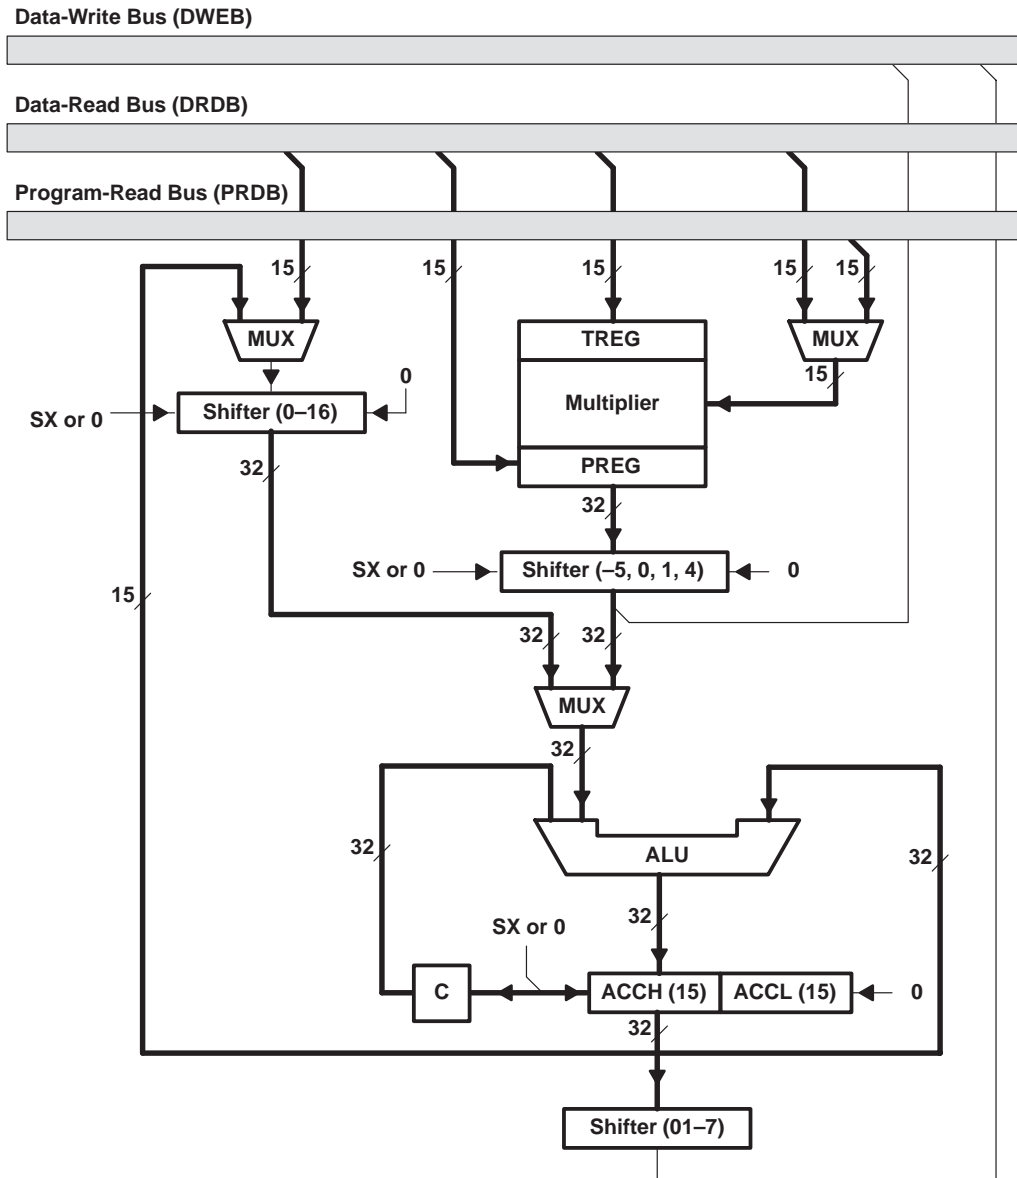 Data-Write Bus (DWEB)
Data-Read Bus (DRDB)
Program-Read Bus (PRDB)
15 15 15 15 15
MUX TREG MUX
0 15
SX or 0 Shifter (0–16) Multiplier
32 PREG
32
SX or 0 Shifter (–5, 0, 1, 4) 0
15
32 32
MUX
32
32 ALU 32
32
SX or 0
C ACCH (15) ACCL (15) 0
32
Shifter (01–7)